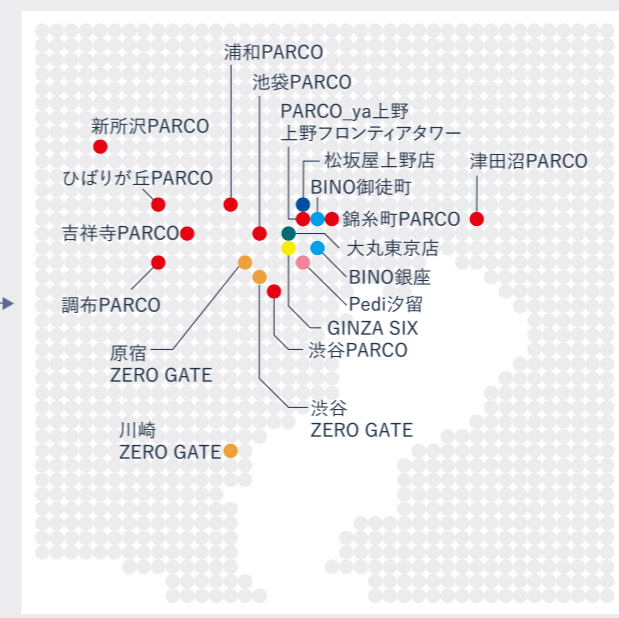 浦和PARCO
池袋PARCO
PARCO_ya上野
上野フロンティアタワー
新所沢PARCO
松坂屋上野店
津田沼PARCO
ひばりが丘PARCO
BINO御徒町
錦糸町PARCO
吉祥寺PARCO
大丸東京店
BINO銀座
調布PARCO
Pedi汐留
GINZA SIX
原宿
ZERO GATE
渋谷PARCO
渋谷
ZERO GATE
川崎
ZERO GATE